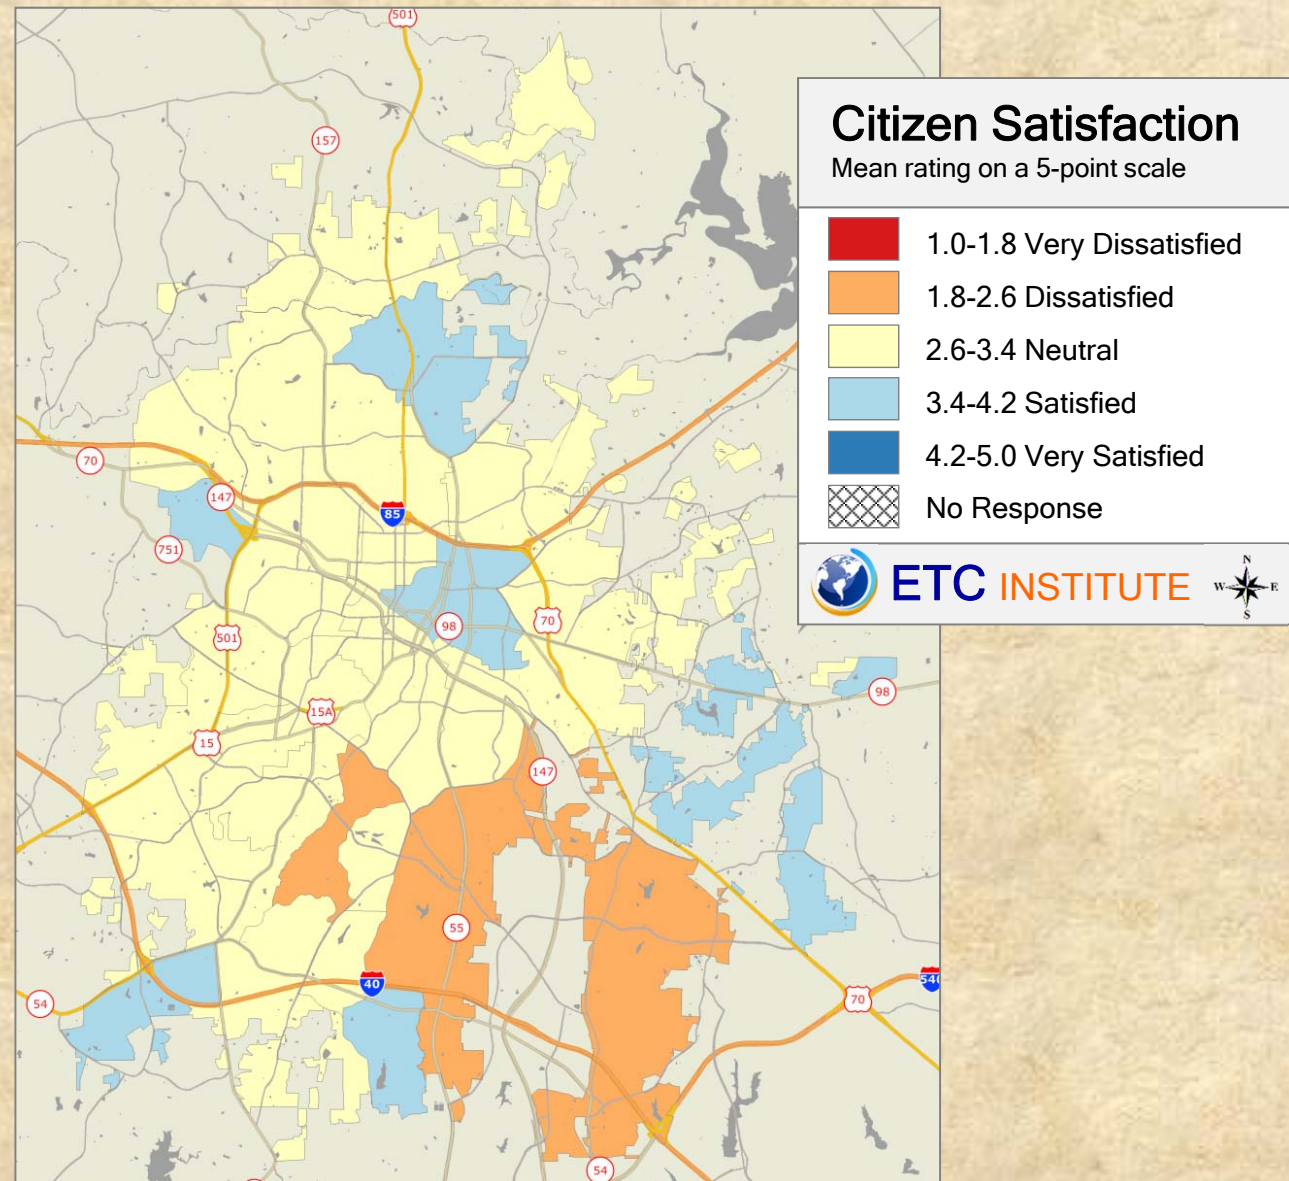 501
157
Citizen Satisfaction
Mean rating on a 5-point scale
1.0-1.8 Very Dissatisfied
1.8-2.6 Dissatisfied
2.6-3.4 Neutral
3.4-4.2 Satisfied
4.2-5.0 Very Satisfied
No Response
ETC INSTITUTE
N
W
E
S
70
147
85
751
501
98
70
15A
15
98
147
55
40
54
70
540
54